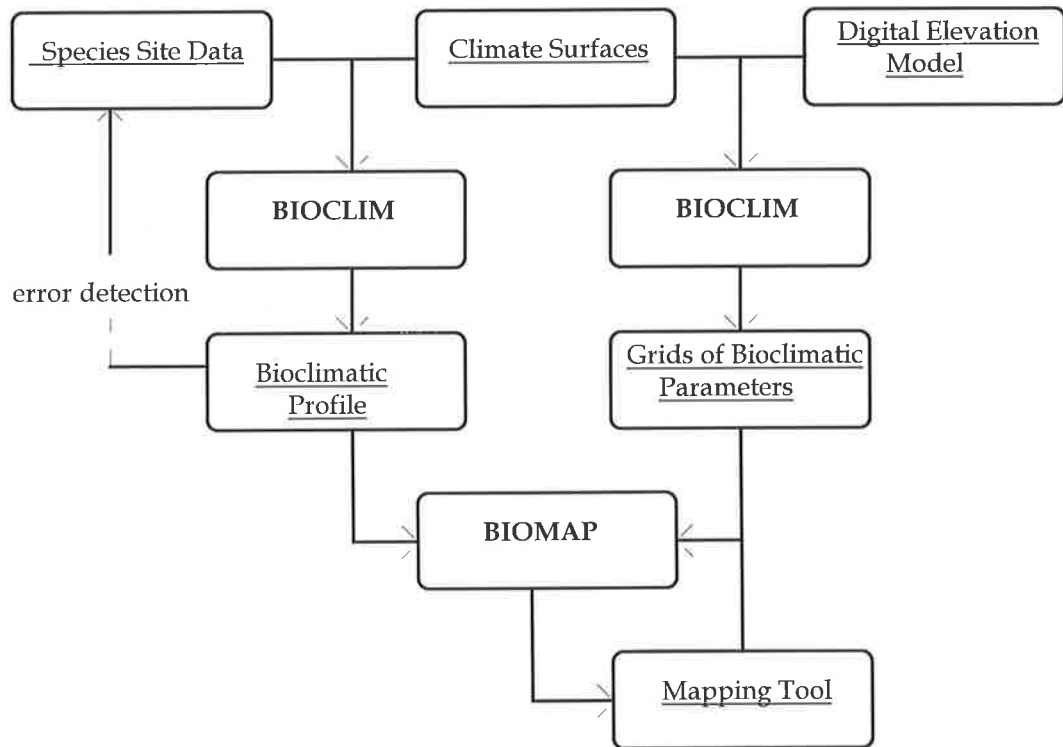 Species Site Data
Climate Surfaces
Digital Elevation
Model
BIOCLIM
BIOCLIM
error detection
Bioclimatic
Profile
Grids of Bioclimatic
Parameters
BIOMAP
Mapping Tool